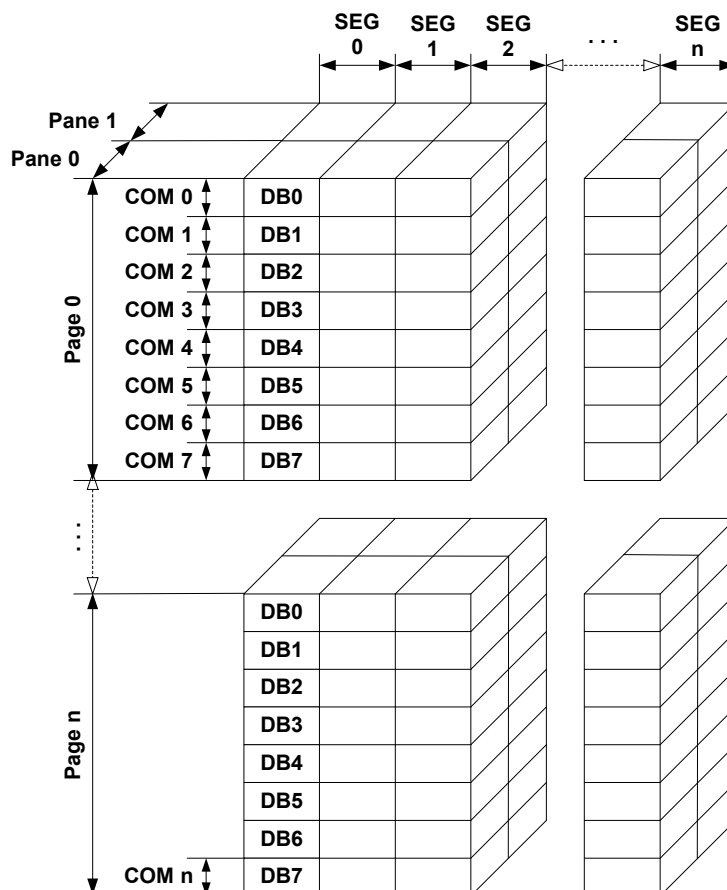 SEG 0
SEG 1
SEG 2
. . .
SEG n
Pane 1
Pane 0
Page 0
COM 0 DB0
COM 1 DB1
COM 2 DB2
COM 3 DB3
COM 4 DB4
COM 5 DB5
COM 6 DB6
COM 7 DB7
. . .
Page n
DB0
DB1
DB2
DB3
DB4
DB5
DB6
COM n DB7